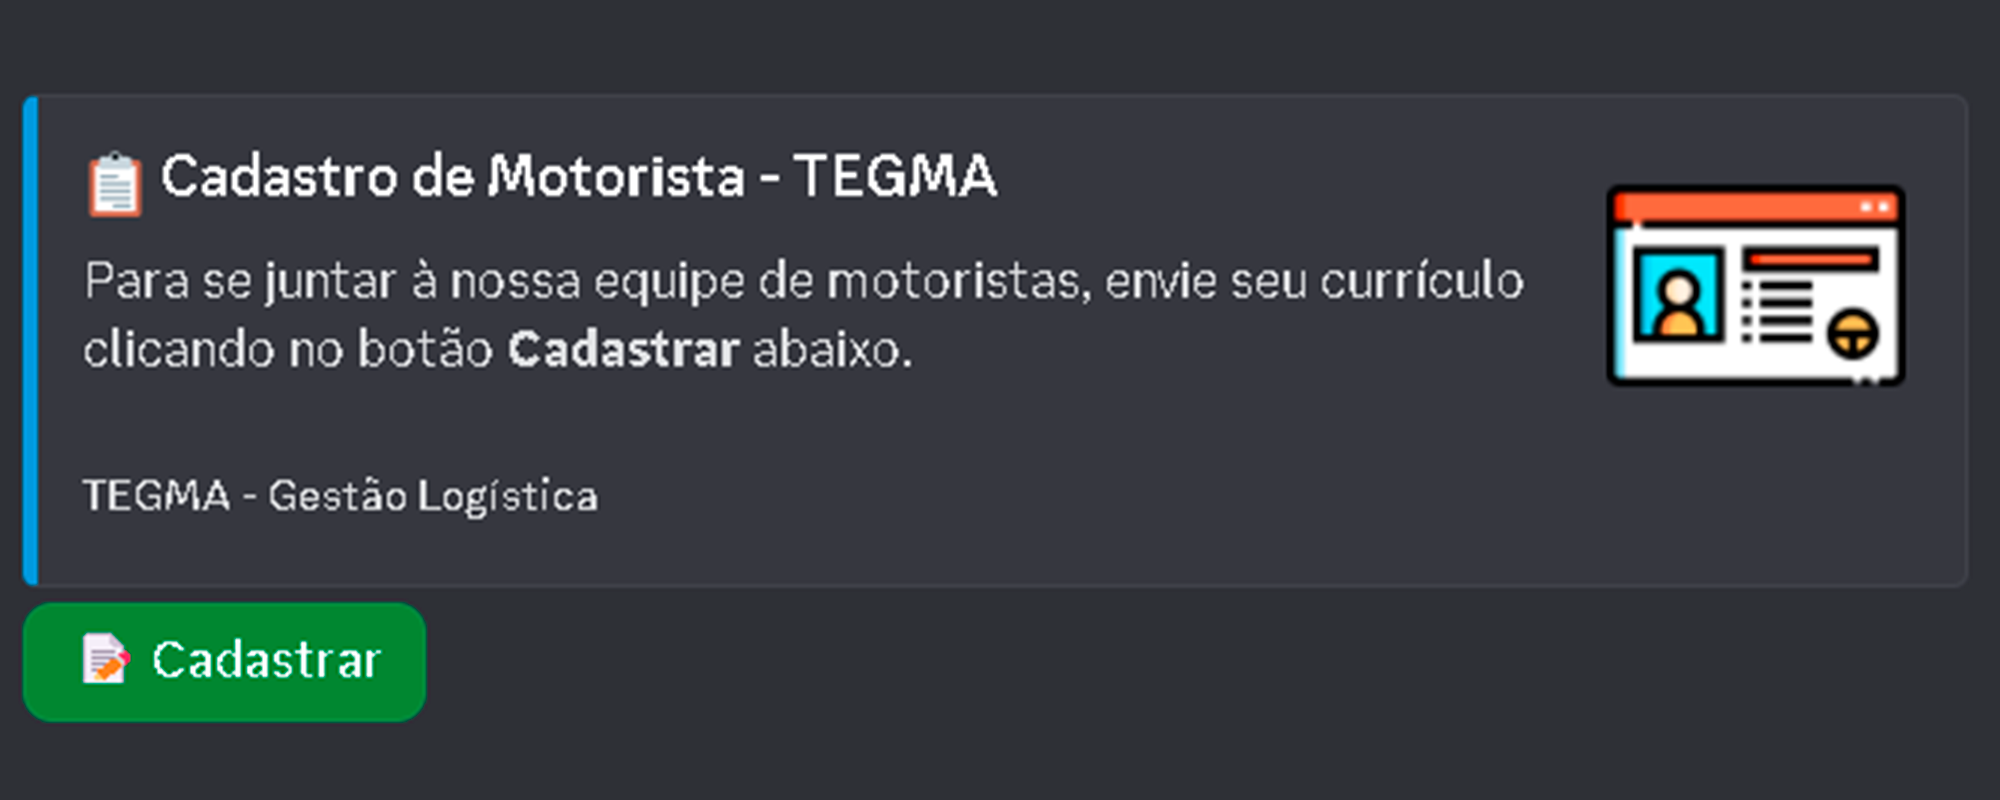 Cadastro de Motorista - TEGMA
Para se juntar à nossa equipe de motoristas, envie seu currículo
clicando no botão Cadastrar abaixo.
TEGMA - Gestão Logística
Cadastrar